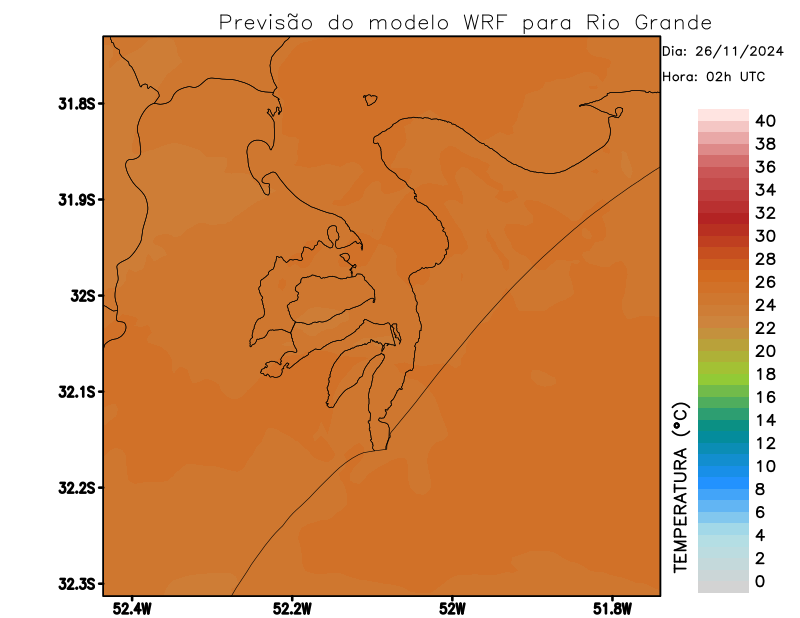 Previsão do modelo WRF para Rio Grande
Dia: 26/11/2024
Hora: 02h UTC
31.8S
31.9S
32S
32.1S
32.2S
32.3S
52.4W
52.2W
52W
51.8W
TEMPERATURA (°C)
40
38
36
34
32
30
28
26
24
22
20
18
16
14
12
10
8
6
4
2
0